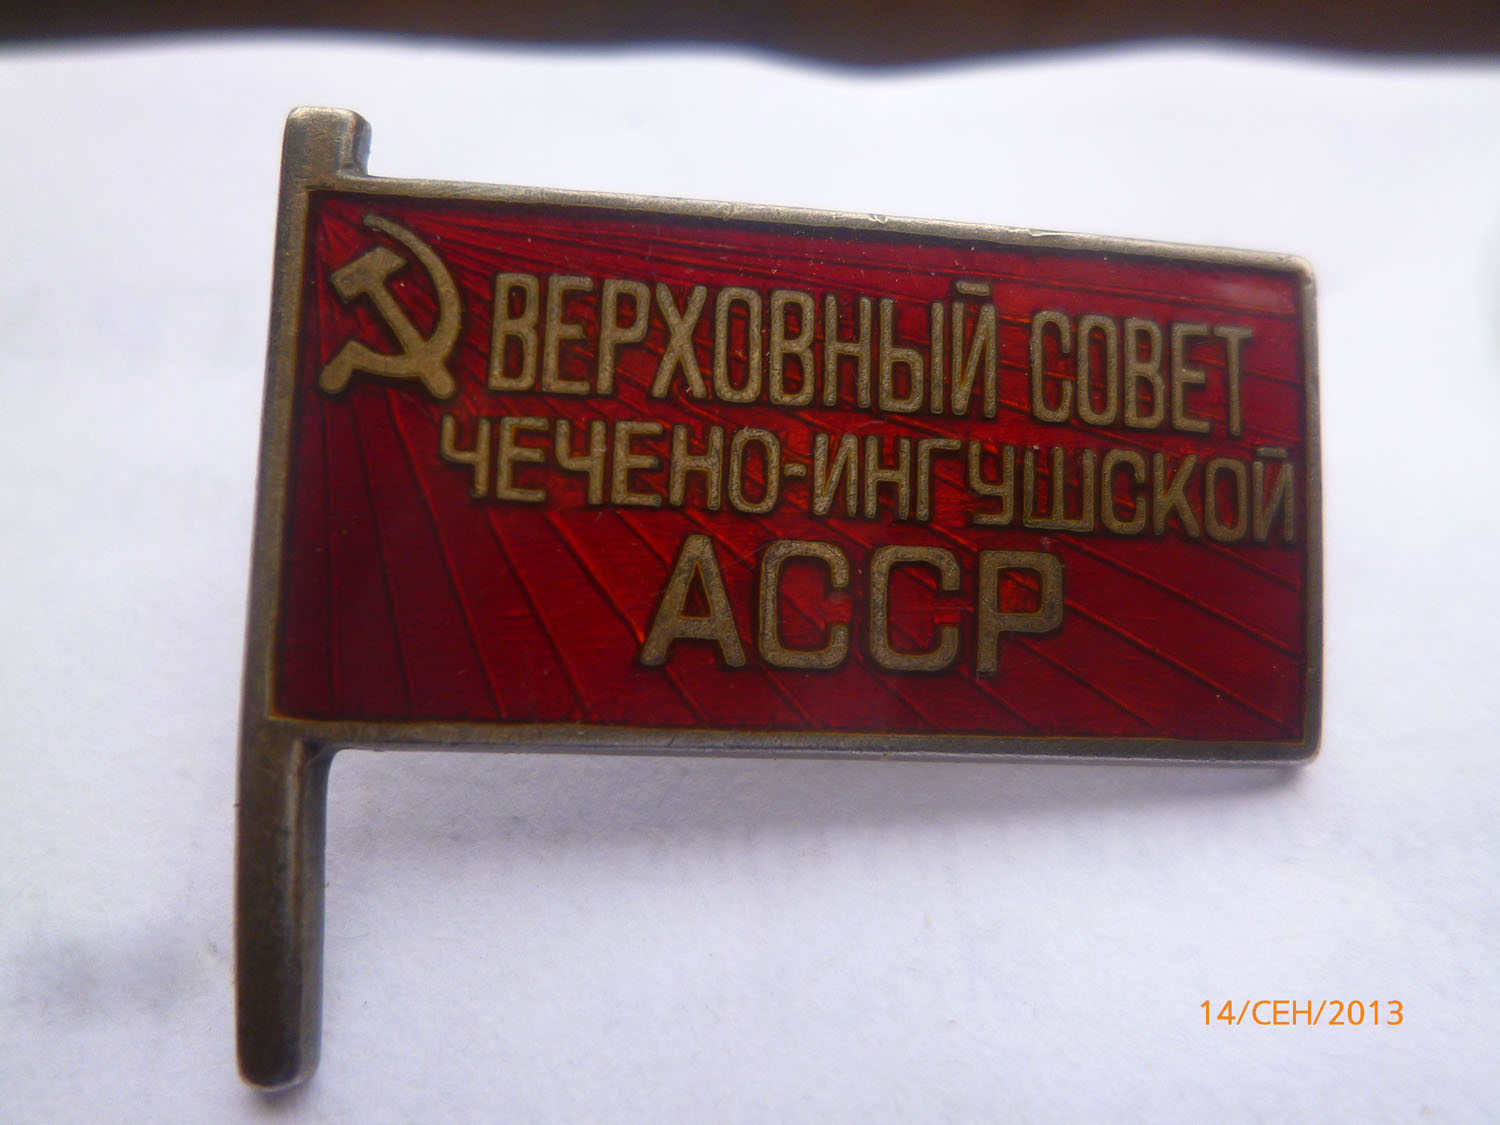 ВЕРХОВНЫЙ СОВЕТ
ЧЕЧЕНО-ИНГУШСКОЙ
АССР
14/СЕН/2013